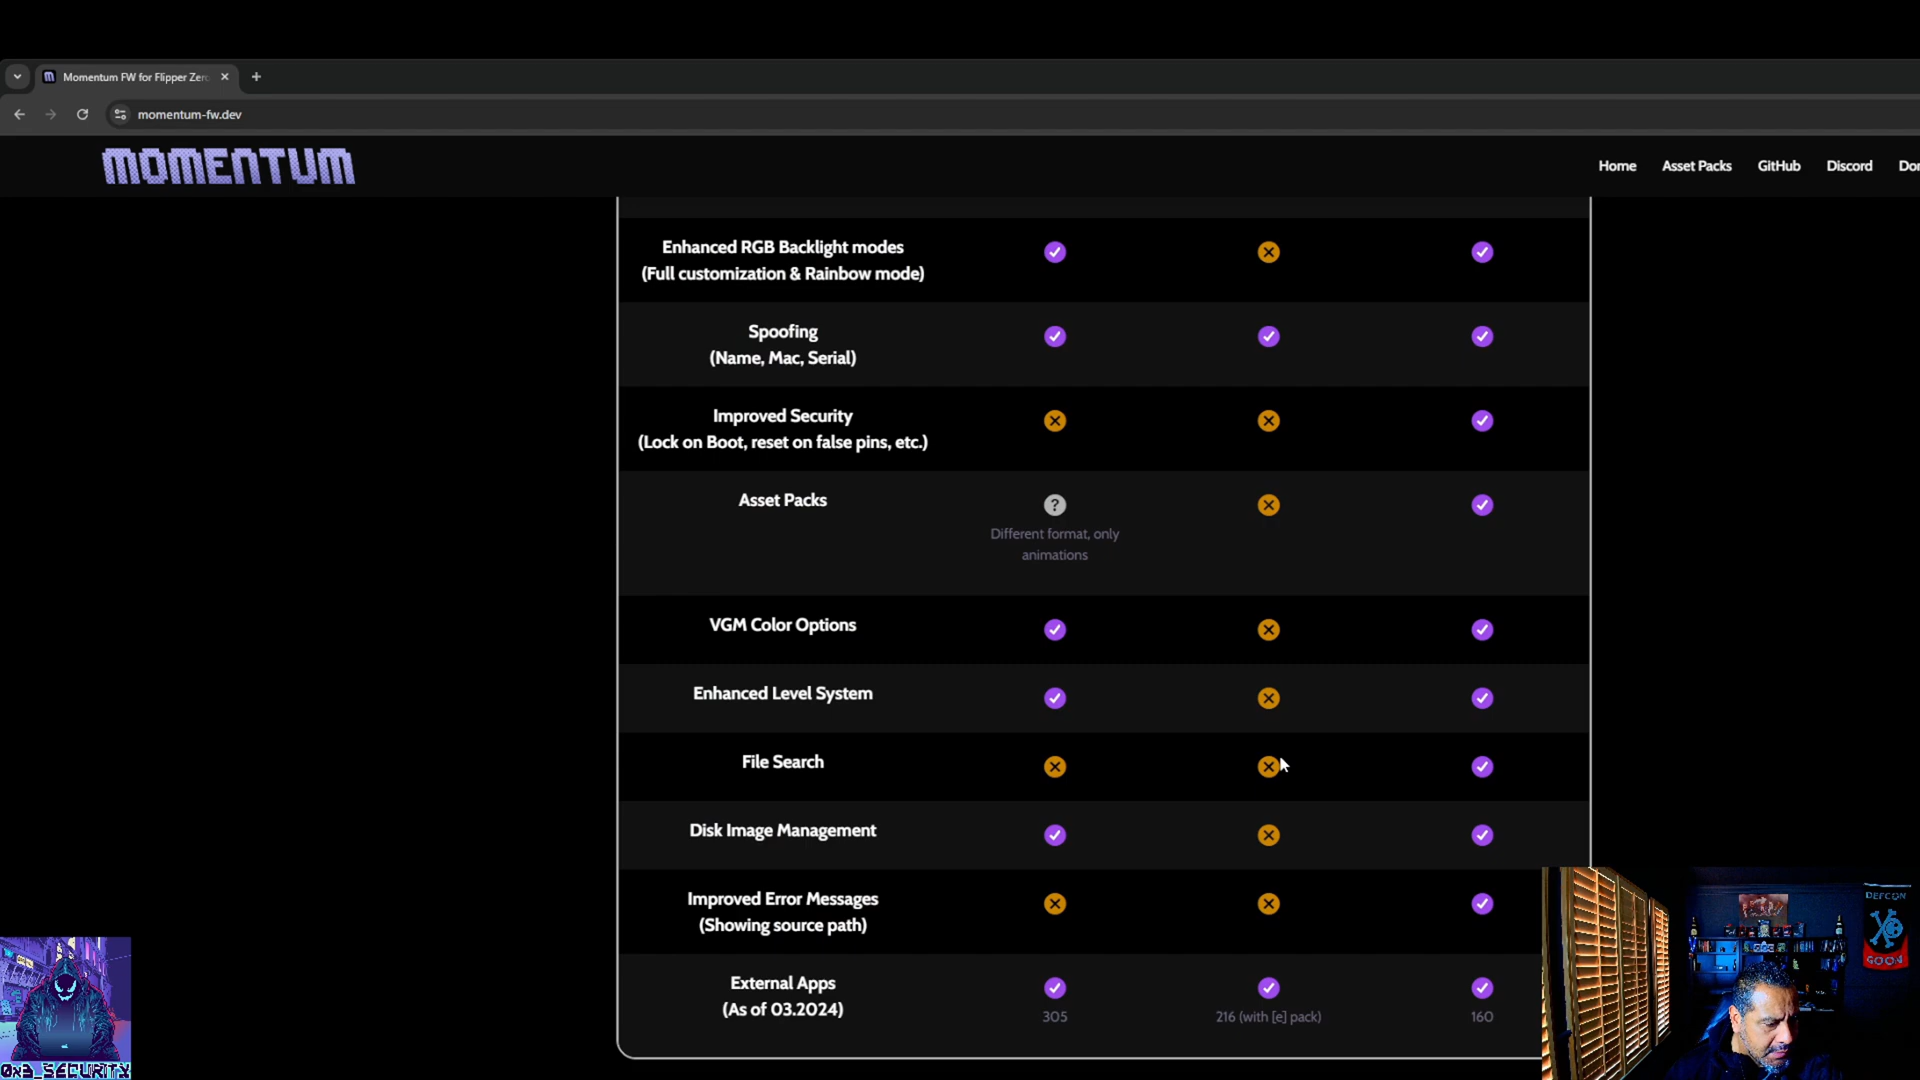 Momentum FW for Flipper Zero
momentum-fw.dev
MOMENTUM
Home
Asset Packs
GitHub
Discord
Enhanced RGB Backlight modes
(Full customization & Rainbow mode)
Spoofing
(Name, Mac, Serial)
Improved Security
(Lock on Boot, reset on false pins, etc.)
Asset Packs
?
Different format, only
animations
VGM Color Options
Enhanced Level System
File Search
Disk Image Management
Improved Error Messages
(Showing source path)
External Apps
(As of 03.2024)
305
216 (with [e] pack)
160
DEFCON
GOON
0x3_SECURITY